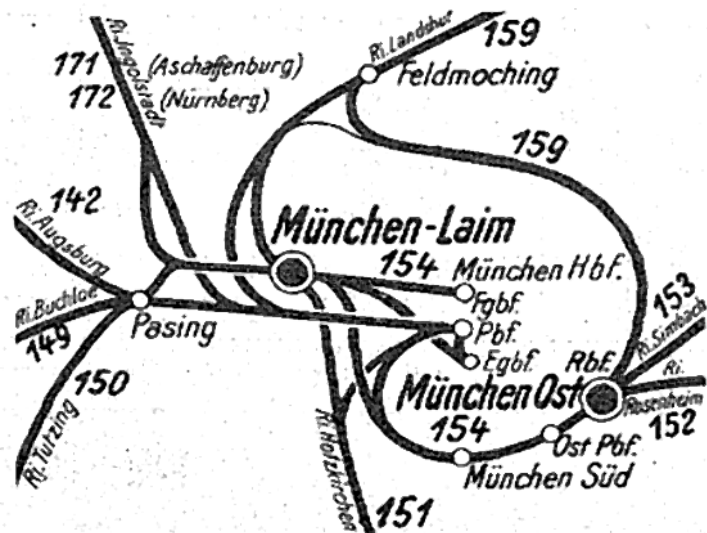 Ri. Landshut
159
Feldmoching
Ri. Ingolstadt
171 (Aschaffenburg)
172 (Nürnberg)
159
142
Ri. Augsburg
München-Laim
154
München Hbf.
Fgbf.
Pbf.
Egbf.
Ri. Buchloe
149
Pasing
153
Ri. Simbach
Rbf.
München Ost
Ri.
Rosenheim
152
150
Ri. Tutzing
Ri. Holzkirchen
154
Ost Pbf.
München Süd
151